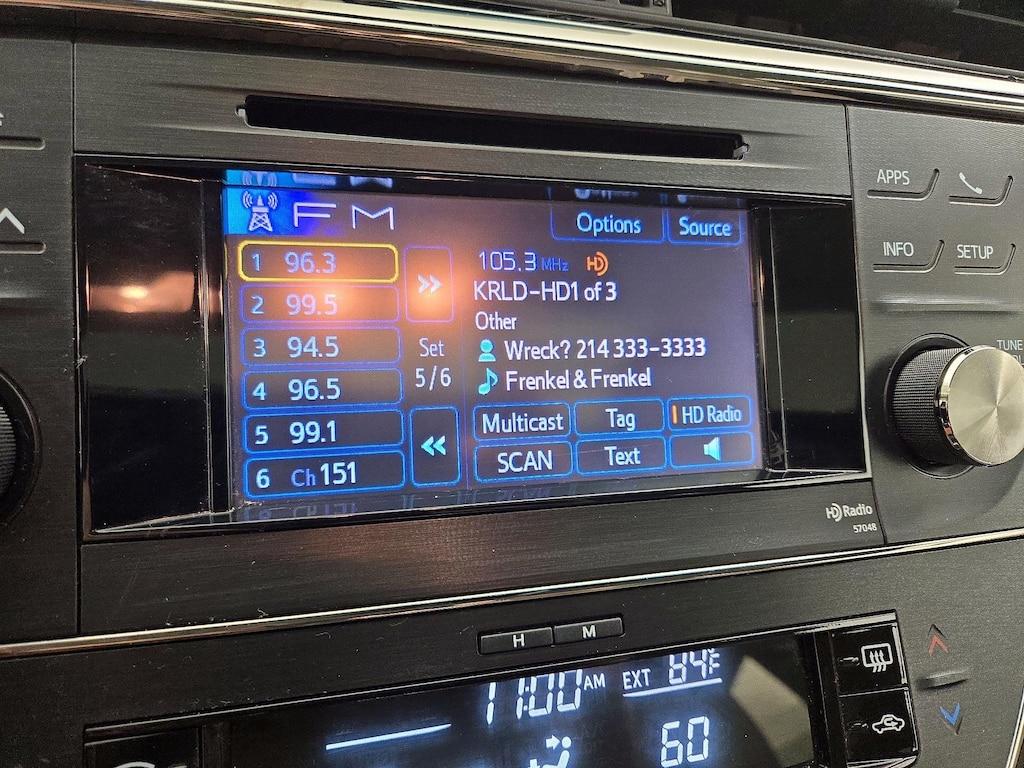 FM
Options
Source
APPS
1 96.3
2 99.5
3 94.5
4 96.5
5 99.1
6 Ch 151
Set
5/6
105.3 MHz HD
KRLD-HD1 of 3
Other
Wreck? 214 333-3333
Frenkel & Frenkel
Multicast
Tag
HD Radio
SCAN
Text
INFO
SETUP
TUNE
HD Radio
57048
H
M
11:00 AM
EXT 84°F
60